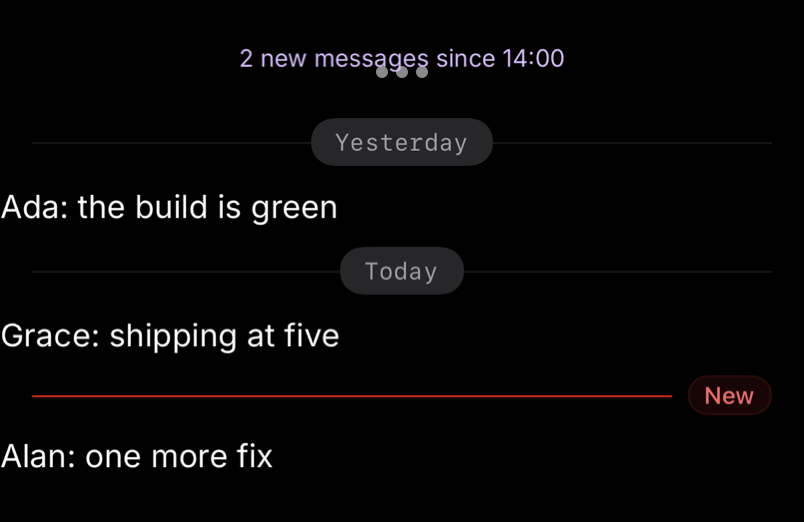 2 new messages since 14:00
Yesterday
Ada: the build is green
Today
Grace: shipping at five
New
Alan: one more fix